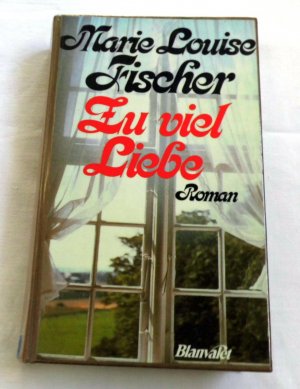 Marie Louise
Fischer
Zu viel
Liebe
Roman
Blanvalet